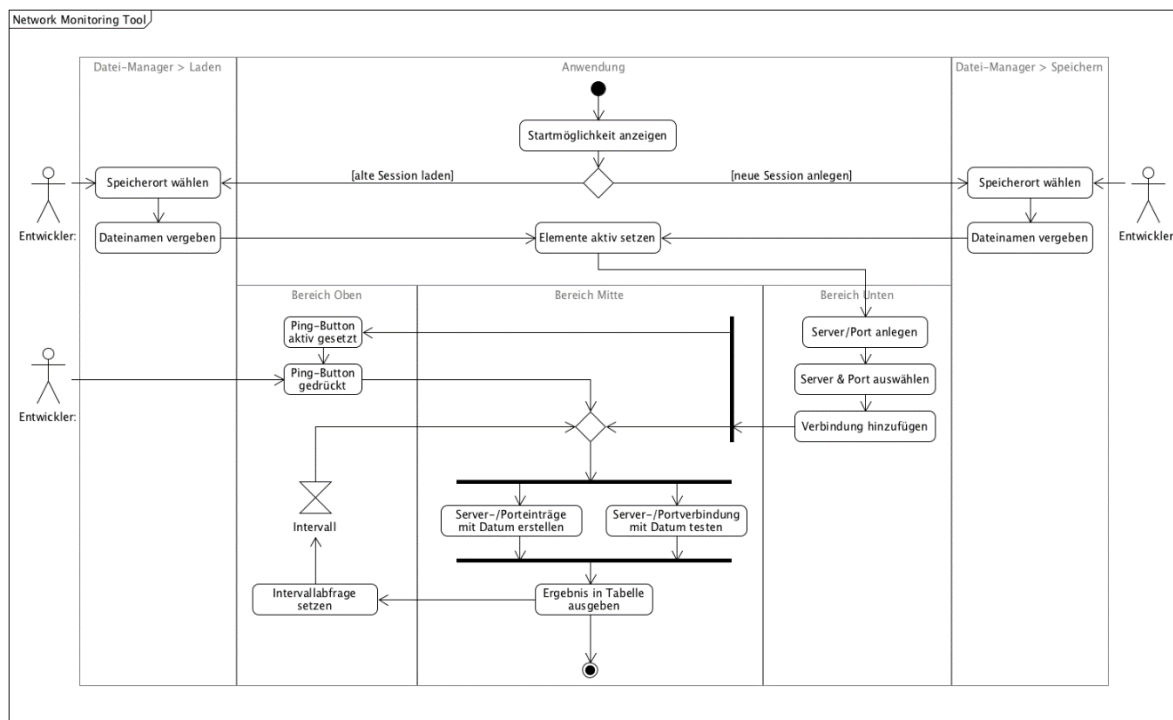 Network Monitoring Tool
Datei-Manager > Laden
Anwendung
Datei-Manager > Speichern
Startmöglichkeit anzeigen
[alte Session laden]
[neue Session anlegen]
Speicherort wählen
Speicherort wählen
Entwickler:
Dateinamen vergeben
Elemente aktiv setzen
Dateinamen vergeben
Entwickler:
Bereich Oben
Bereich Mitte
Bereich Unten
Ping-Button
aktiv gesetzt
Server/Port anlegen
Ping-Button
gedrückt
Server & Port auswählen
Entwickler:
Verbindung hinzufügen
Intervall
Server-/Porteinträge
mit Datum erstellen
Server-/Portverbindung
mit Datum testen
Intervallabfrage
setzen
Ergebnis in Tabelle
ausgeben